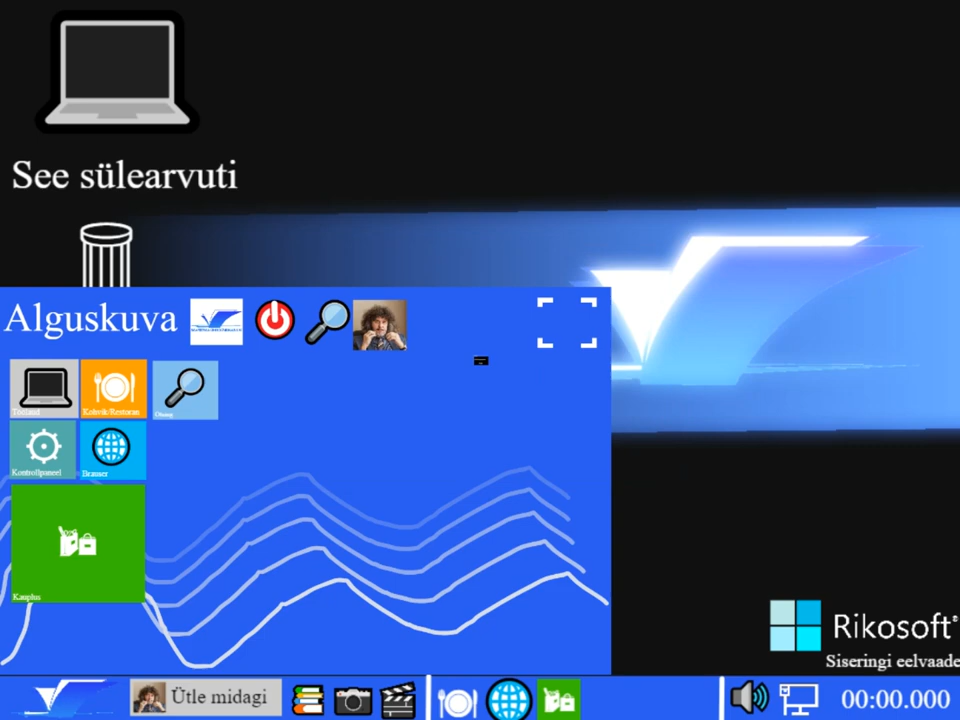 See sülearvuti
Alguskuva
Töölaud
Kohvik/Restoran
Otsing
Kontrollpaneel
Brauser
Kauplus
Rikosoft
Siseringi eelvaade
Ütle midagi
00:00.000